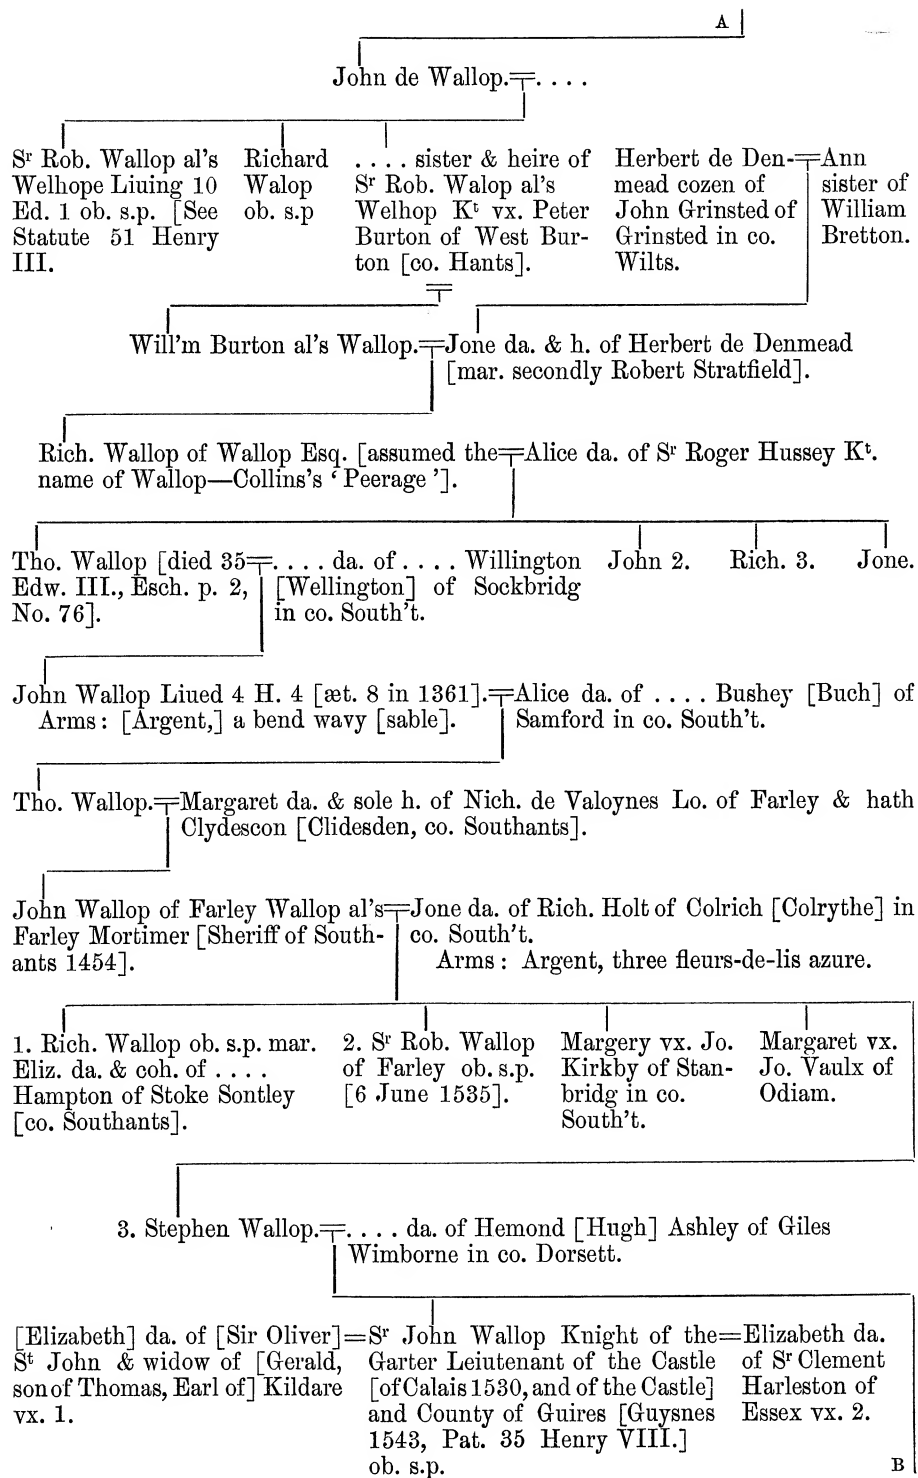 A
John de Wallop.=. . . .
Sʳ Rob. Wallop al's
Welhope Liuing 10
Ed. 1 ob. s.p. [See
Statute 51 Henry
III.
Richard
Walop
ob. s.p
. . . . sister & heire of
Sʳ Rob. Walop al's
Welhop Kᵗ vx. Peter
Burton of West Bur-
ton [co. Hants].
Herbert de Den-=Ann
mead cozen of
John Grinsted of
Grinsted in co.
Wilts.
sister of
William
Bretton.
Will'm Burton al's Wallop.=Jone da. & h. of Herbert de Denmead
[mar. secondly Robert Stratfield].
Rich. Wallop of Wallop Esq. [assumed the=Alice da. of Sʳ Roger Hussey Kᵗ.
name of Wallop—Collins's ‘ Peerage ’].
Tho. Wallop [died 35=. . . . da. of . . . . Willington
Edw. III., Esch. p. 2,
No. 76].
[Wellington] of Sockbridg
in co. South't.
John 2.
Rich. 3.
Jone.
John Wallop Liued 4 H. 4 [æt. 8 in 1361].=Alice da. of . . . . Bushey [Buch] of
Arms: [Argent,] a bend wavy [sable].
Samford in co. South't.
Tho. Wallop.=Margaret da. & sole h. of Nich. de Valoynes Lo. of Farley & hath
Clydescon [Clidesden, co. Southants].
John Wallop of Farley Wallop al's=Jone da. of Rich. Holt of Colrich [Colrythe] in
Farley Mortimer [Sheriff of South-
ants 1454].
co. South't.
Arms: Argent, three fleurs-de-lis azure.
1. Rich. Wallop ob. s.p. mar.
Eliz. da. & coh. of . . . .
Hampton of Stoke Sontley
[co. Southants].
2. Sʳ Rob. Wallop
of Farley ob. s.p.
[6 June 1535].
Margery vx. Jo.
Kirkby of Stan-
bridg in co.
South't.
Margaret vx.
Jo. Vaulx of
Odiam.
3. Stephen Wallop.=. . . . da. of Hemond [Hugh] Ashley of Giles
Wimborne in co. Dorsett.
[Elizabeth] da. of [Sir Oliver]=Sʳ John Wallop Knight of the=Elizabeth da.
Sᵗ John & widow of [Gerald,
son of Thomas, Earl of] Kildare
vx. 1.
Garter Leiutenant of the Castle
[of Calais 1530, and of the Castle]
and County of Guires [Guysnes
1543, Pat. 35 Henry VIII.]
ob. s.p.
of Sʳ Clement
Harleston of
Essex vx. 2.
B